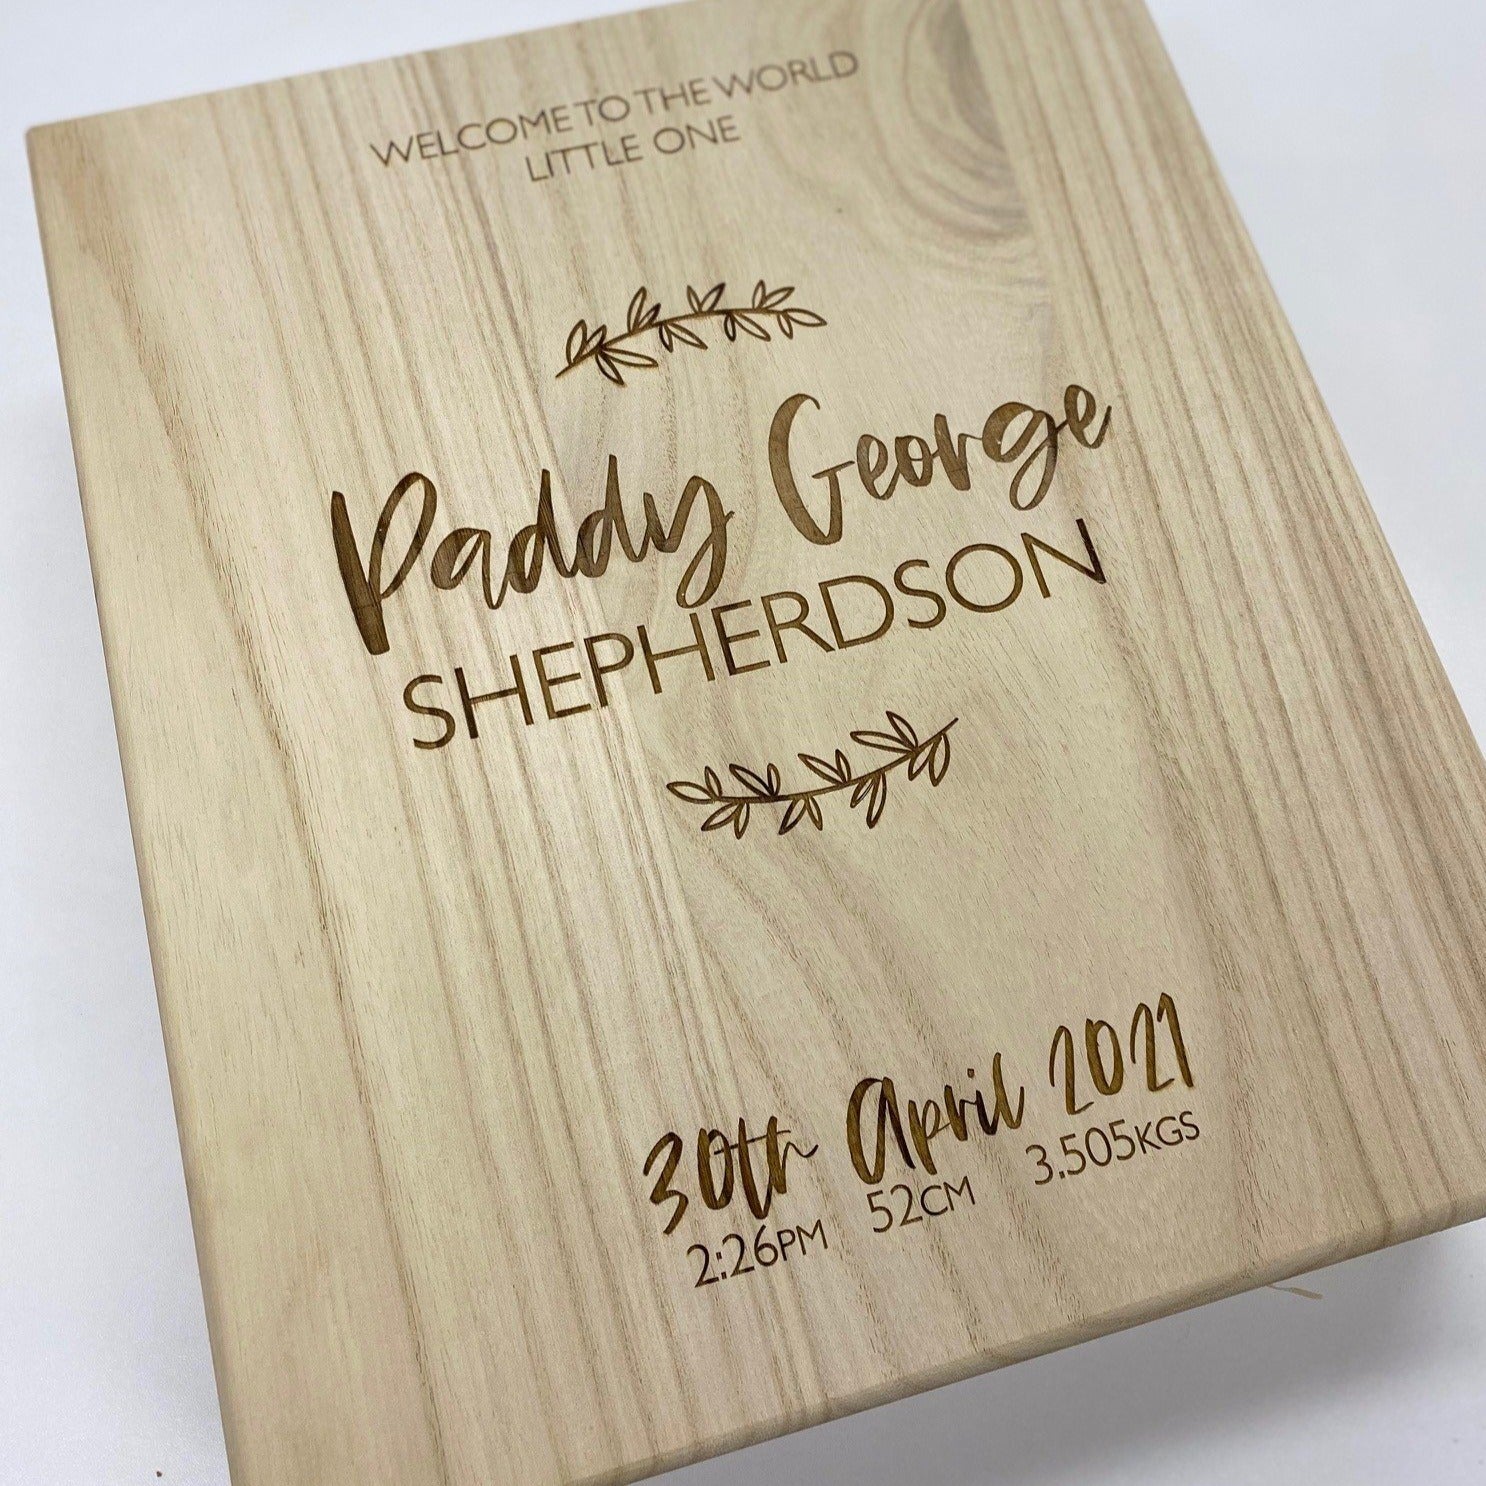 WELCOME TO THE WORLD
LITTLE ONE
Paddy George
SHEPHERDSON
30th April 2021
2:26PM 52CM 3.505KGS